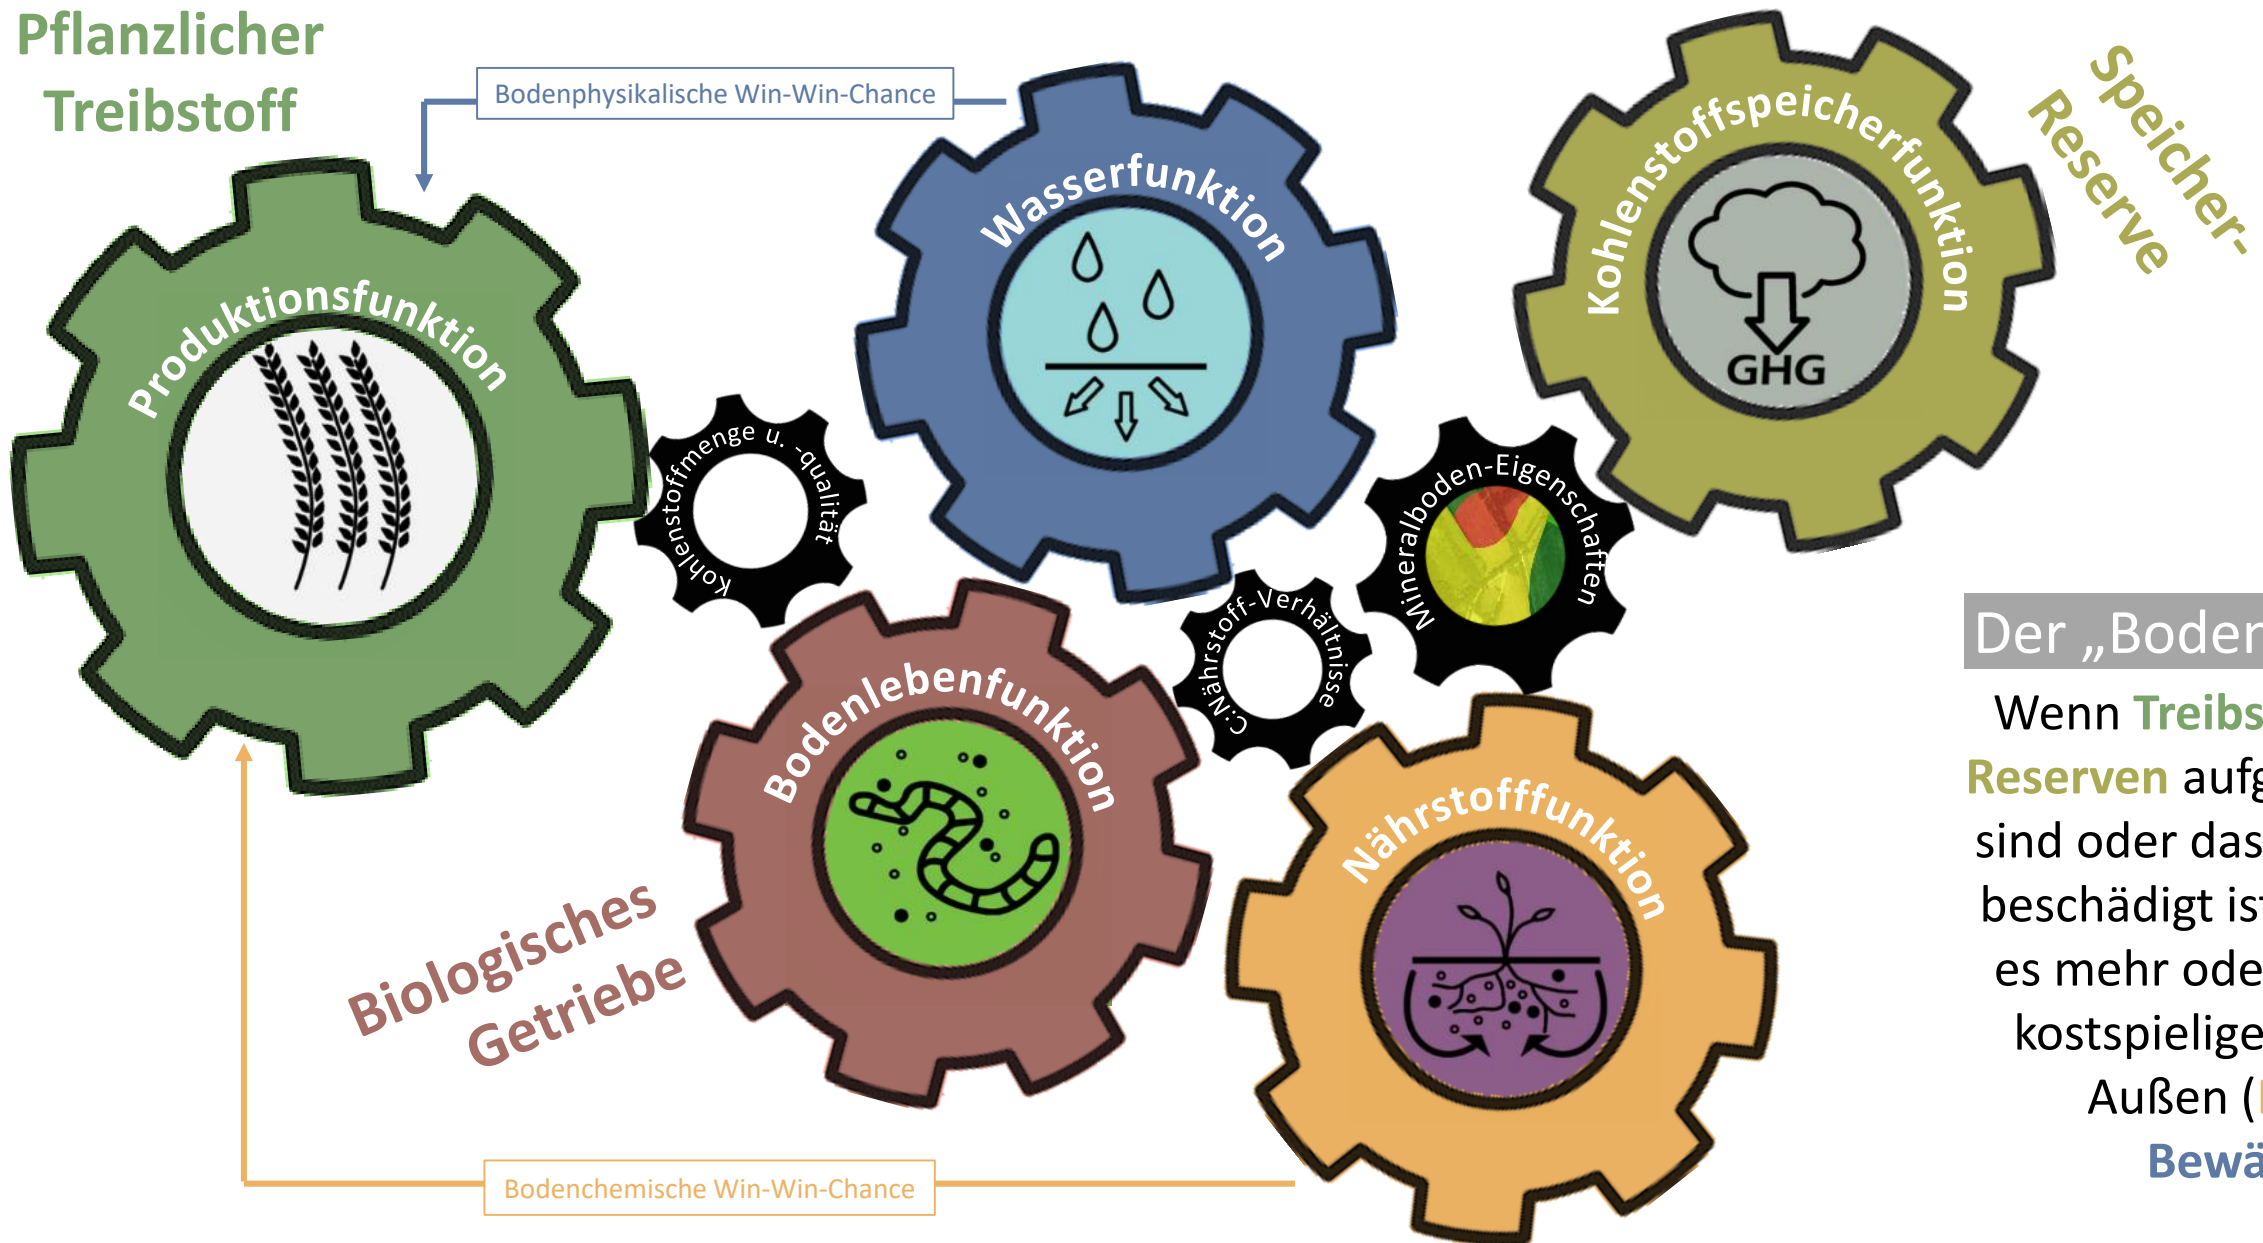 Pflanzlicher
Treibstoff
Bodenphysikalische Win-Win-Chance
Speicher-
Reserve
Produktionsfunktion
Wasserfunktion
Kohlenstoffspeicherfunktion
GHG
Kohlenstoffmenge u. -qualität
Mineralboden-Eigenschaften
C:Nährstoff-Verhältnisse
Bodenlebenfunktion
Nährstofffunktion
Biologisches
Getriebe
Bodenchemische Win-Win-Chance
Der „Boden
Wenn Treibs
Reserven aufg
sind oder das
beschädigt ist
es mehr ode
kostspielige
Außen (
Bewä